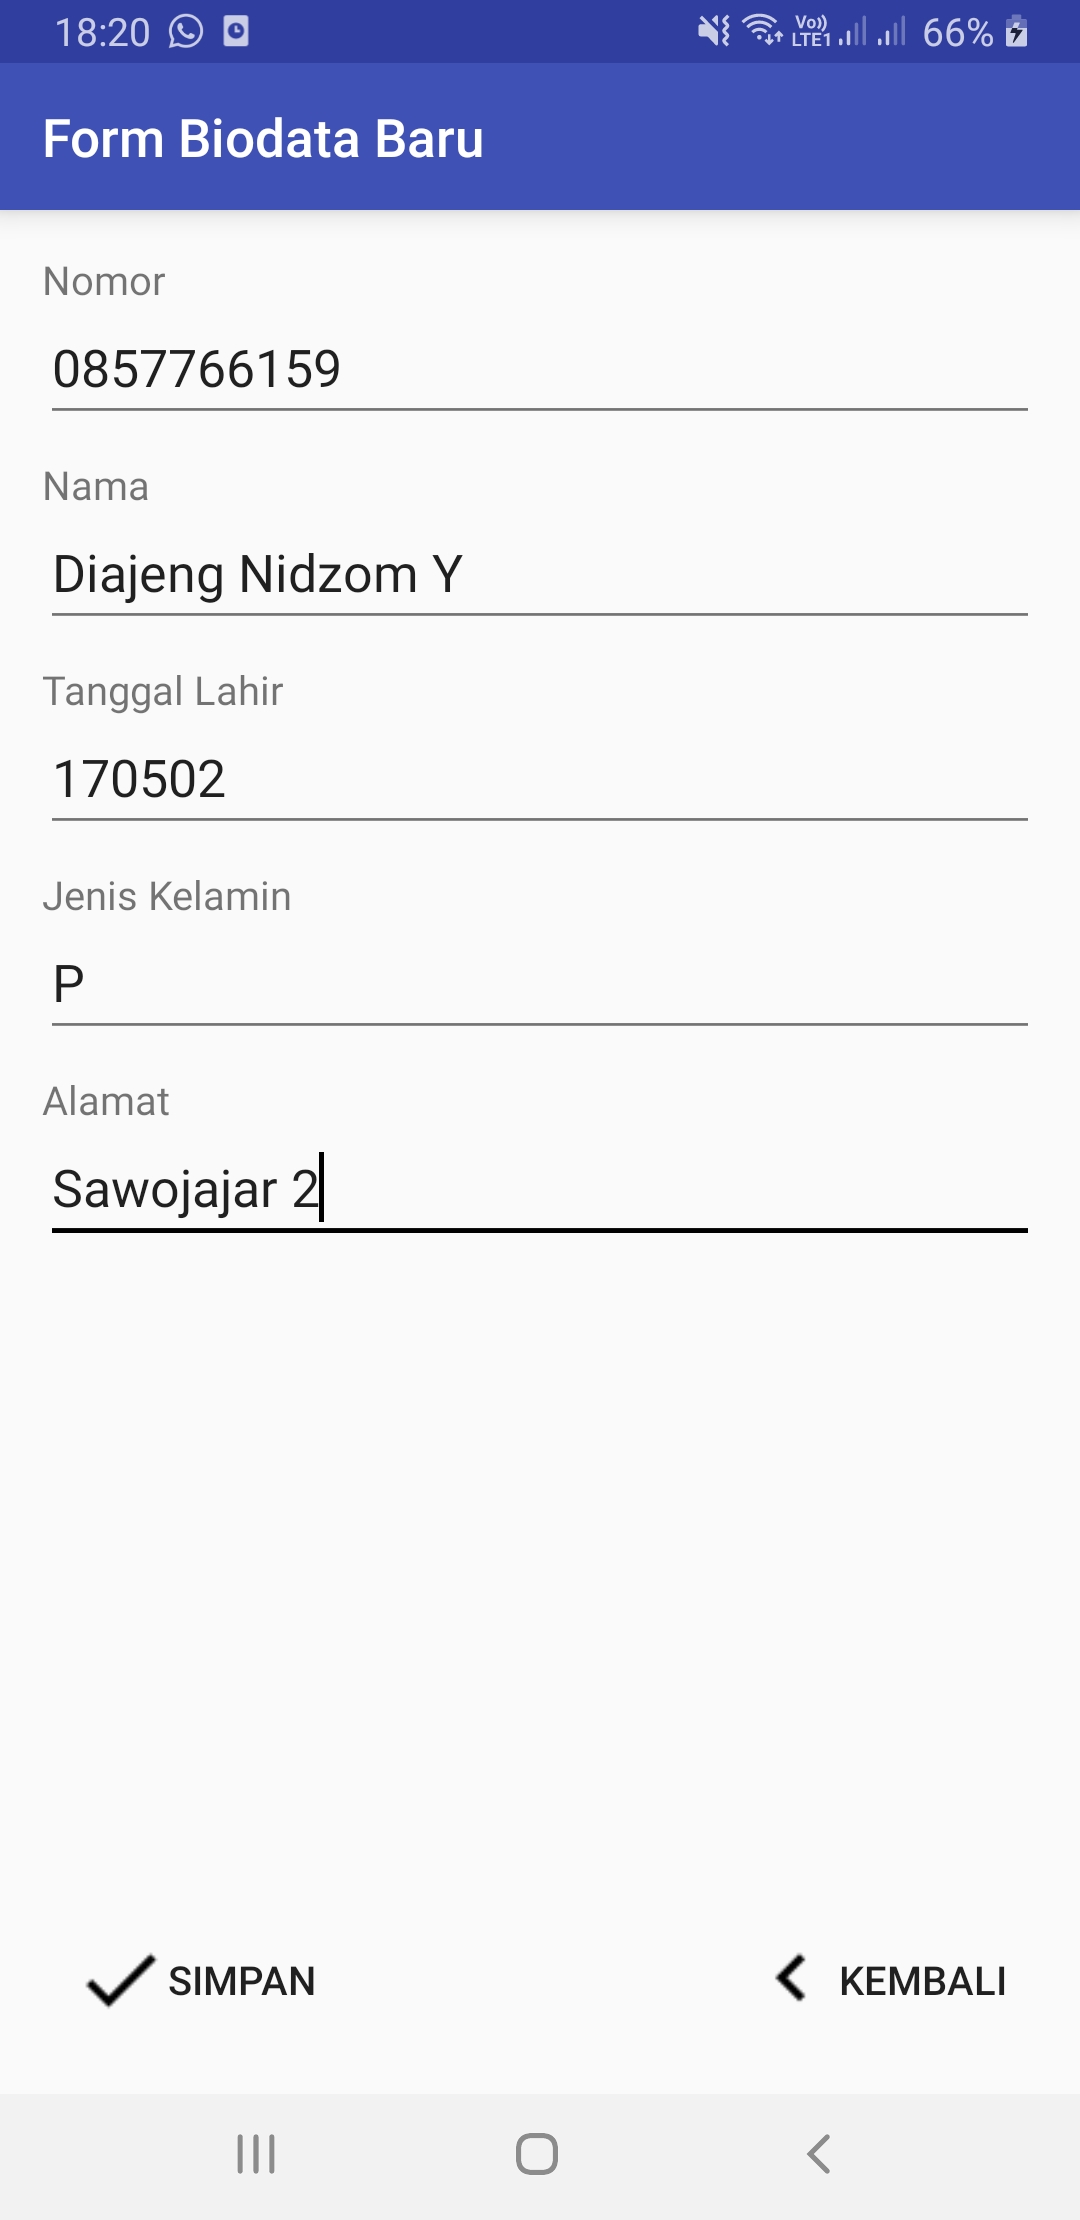 18:20 Vo)) LTE1 66%
Form Biodata Baru
Nomor
0857766159
Nama
Diajeng Nidzom Y
Tanggal Lahir
170502
Jenis Kelamin
P
Alamat
Sawojajar 2
SIMPAN KEMBALI